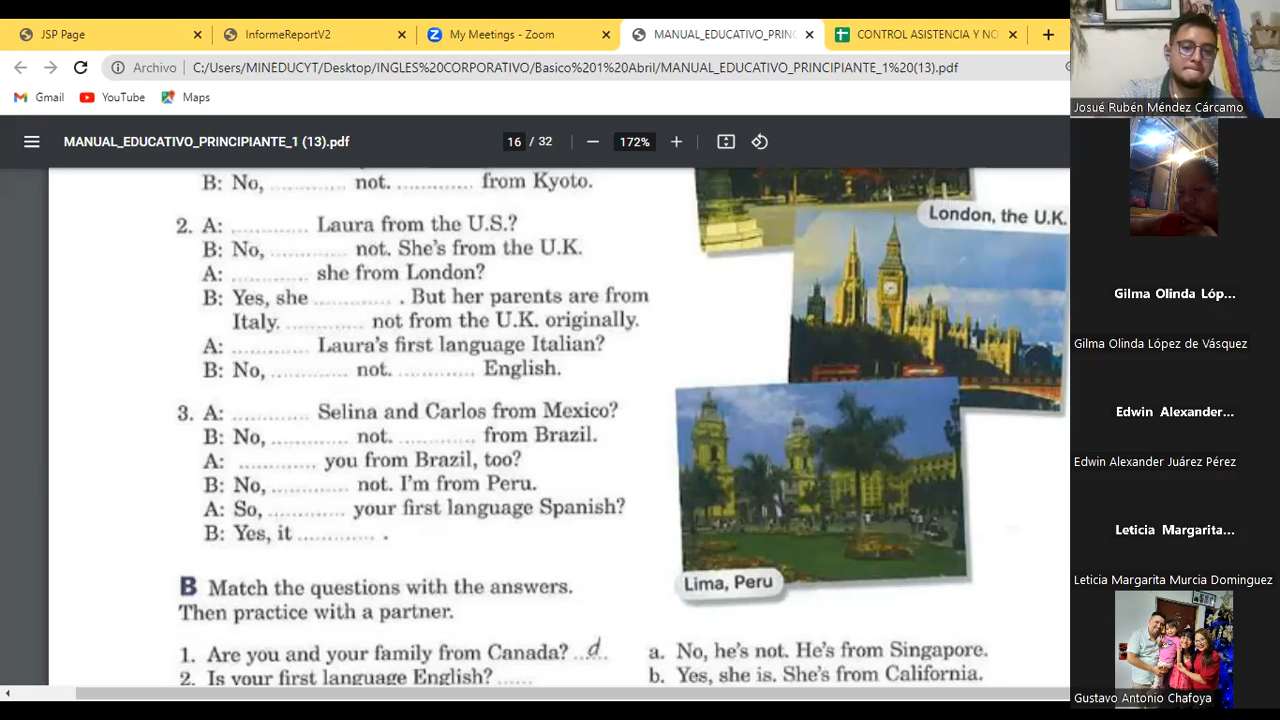 JSP Page
InformeReportV2
My Meetings - Zoom
MANUAL_EDUCATIVO_PRINC
CONTROL ASISTENCIA Y NO
Archivo C:/Users/MINEDUCYT/Desktop/INGLES%20CORPORATIVO/Basico%201%20Abril/MANUAL_EDUCATIVO_PRINCIPIANTE_1%20(13).pdf
Gmail YouTube Maps
MANUAL_EDUCATIVO_PRINCIPIANTE_1 (13).pdf 16 / 32 172%
B: No, ............ not. ............ from Kyoto.
2. A: ............ Laura from the U.S.?
B: No, ............ not. She's from the U.K.
A: ............ she from London?
B: Yes, she ............ . But her parents are from
Italy. ............ not from the U.K. originally.
A: ............ Laura's first language Italian?
B: No, ............ not. ............ English.
3. A: ............ Selina and Carlos from Mexico?
B: No, ............ not. ............ from Brazil.
A: ............ you from Brazil, too?
B: No, ............ not. I'm from Peru.
A: So, ............ your first language Spanish?
B: Yes, it ............ .
London, the U.K.
Lima, Peru
B Match the questions with the answers.
Then practice with a partner.
1. Are you and your family from Canada? ...d...
2. Is your first language English? ......
a. No, he's not. He's from Singapore.
b. Yes, she is. She's from California.
Josué Rubén Méndez Cárcamo
Gilma Olinda Lóp...
Gilma Olinda López de Vásquez
Edwin Alexander...
Edwin Alexander Juárez Pérez
Leticia Margarita...
Leticia Margarita Murcia Dominguez
Gustavo Antonio Chafoya